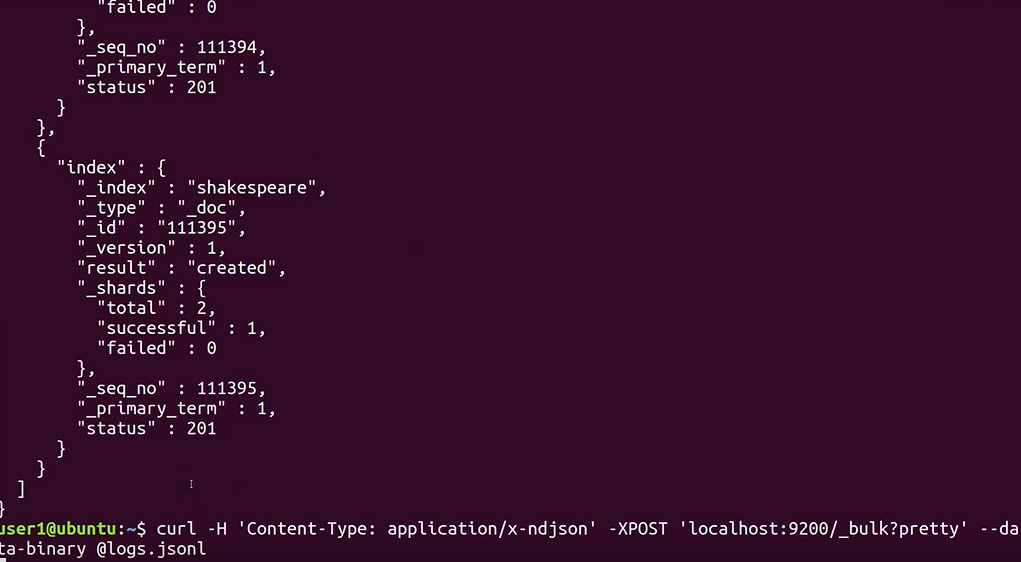 "failed" : 0
},
"_seq_no" : 111394,
"_primary_term" : 1,
"status" : 201
}
},
{
"index" : {
"_index" : "shakespeare",
"_type" : "_doc",
"_id" : "111395",
"_version" : 1,
"result" : "created",
"_shards" : {
"total" : 2,
"successful" : 1,
"failed" : 0
},
"_seq_no" : 111395,
"_primary_term" : 1,
"status" : 201
}
}
]
}
user1@ubuntu:~$ curl -H 'Content-Type: application/x-ndjson' -XPOST 'localhost:9200/_bulk?pretty' --da
ta-binary @logs.jsonl